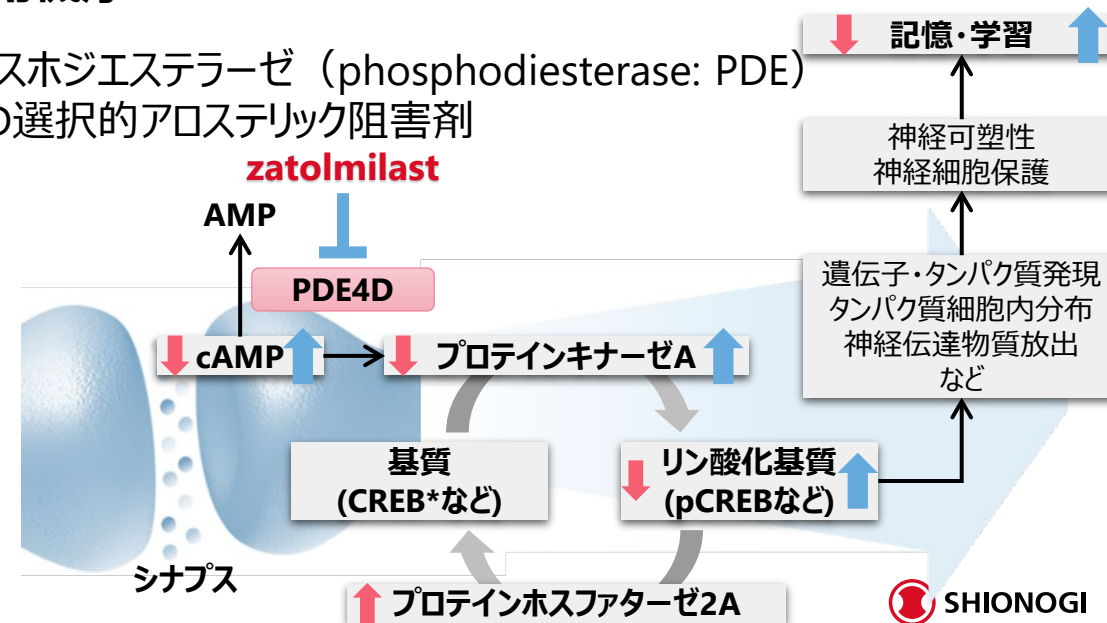 スホジエステラーゼ（phosphodiesterase: PDE）
の選択的アロステリック阻害剤
zatolmilast
AMP
PDE4D
cAMP
プロテインキナーゼA
基質
(CREB*など)
リン酸化基質
(pCREBなど)
プロテインホスファターゼ2A
シナプス
記憶・学習
神経可塑性
神経細胞保護
遺伝子・タンパク質発現
タンパク質細胞内分布
神経伝達物質放出
など
SHIONOGI